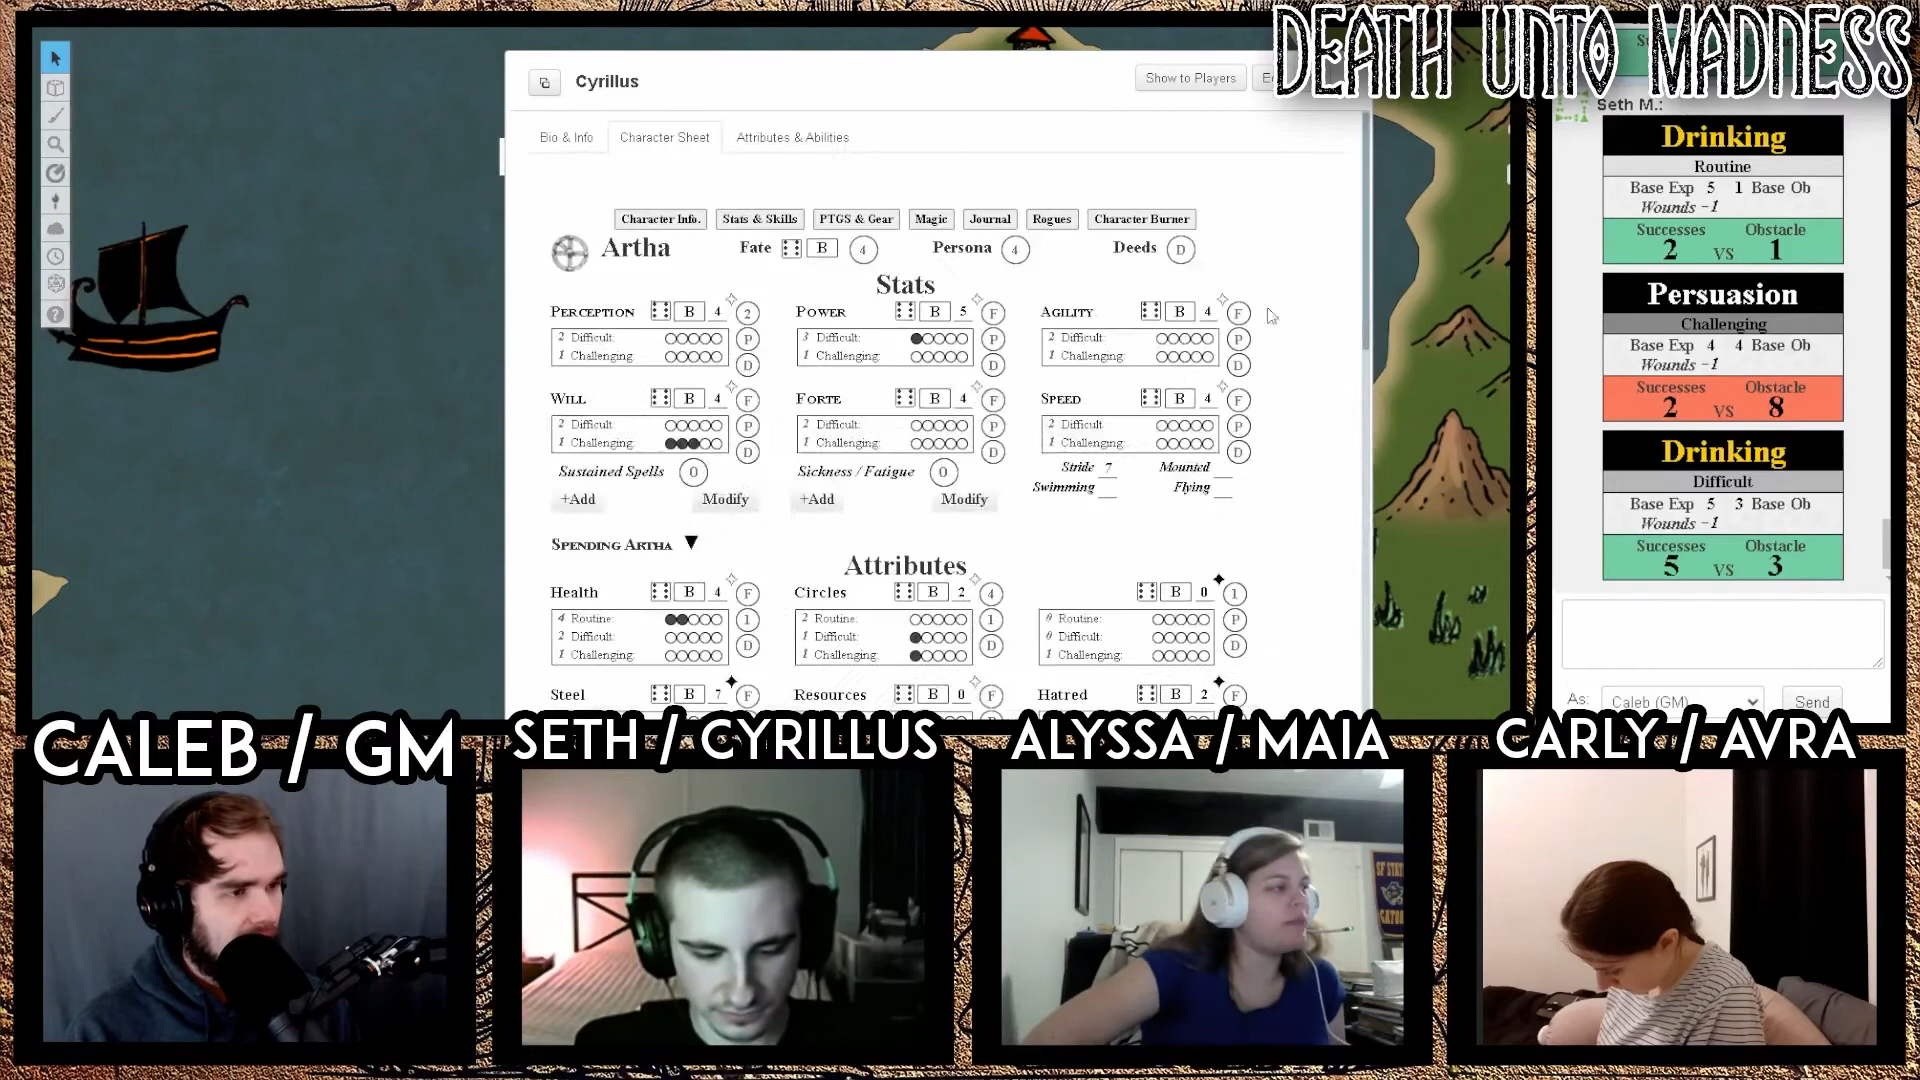 DEATH UNTO MADNESS
Cyrillus
Show to Players
Bio & Info
Character Sheet
Attributes & Abilities
Character Info.
Stats & Skills
PTGS & Gear
Magic
Journal
Rogues
Character Burner
Artha
Fate B 4
Persona 4
Deeds D
Stats
PERCEPTION B 4 2
2 Difficult: P
1 Challenging: D
POWER B 5 F
3 Difficult: P
1 Challenging: D
AGILITY B 4 F
2 Difficult: P
1 Challenging: D
WILL B 4 F
2 Difficult: P
1 Challenging: D
FORTE B 4 F
2 Difficult: P
1 Challenging: D
SPEED B 4 F
2 Difficult: P
1 Challenging: D
Sustained Spells 0
+Add Modify
Sickness / Fatigue 0
+Add Modify
Stride 7 Mounted
Swimming Flying
SPENDING ARTHA
Attributes
Health B 4 F
4 Routine: 1
2 Difficult: D
1 Challenging:
Circles B 2 4
2 Routine: 1
1 Difficult: D
1 Challenging:
B 0 1
0 Routine: P
0 Difficult: D
1 Challenging:
Steel B 7 F
Resources B 0 F
Hatred B 2 F
Seth M.:
Drinking
Routine
Base Exp 5 1 Base Ob
Wounds -1
Successes Obstacle
2 VS 1
Persuasion
Challenging
Base Exp 4 4 Base Ob
Wounds -1
Successes Obstacle
2 VS 8
Drinking
Difficult
Base Exp 5 3 Base Ob
Wounds -1
Successes Obstacle
5 VS 3
As: Caleb (GM) Send
CALEB / GM
SETH / CYRILLUS
ALYSSA / MAIA
CARLY / AVRA
SF STATE
GATORS